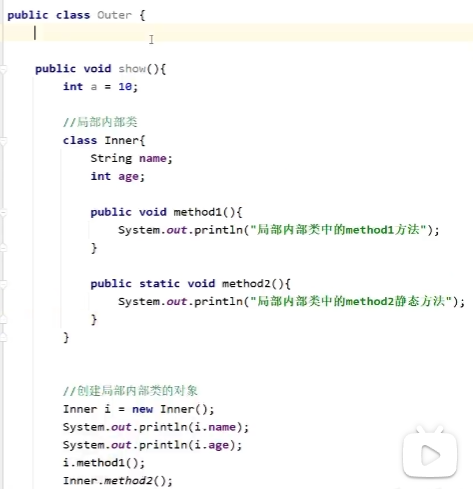 public class Outer {
public void show(){
int a = 10;
//局部内部类
class Inner{
String name;
int age;
public void method1(){
System.out.println("局部内部类中的method1方法");
}
public static void method2(){
System.out.println("局部内部类中的method2静态方法");
}
}
//创建局部内部类的对象
Inner i = new Inner();
System.out.println(i.name);
System.out.println(i.age);
i.method1();
Inner.method2();